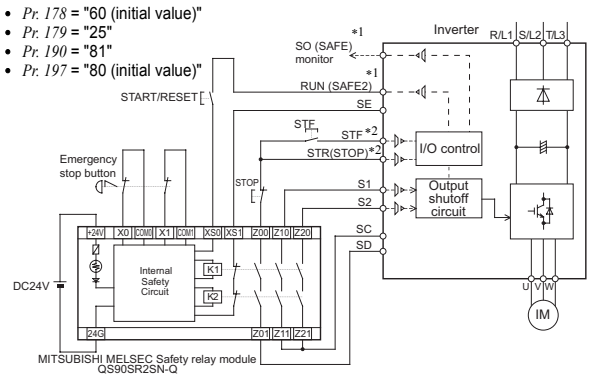 • Pr. 178 = "60 (initial value)"
• Pr. 179 = "25"
• Pr. 190 = "81"
• Pr. 197 = "80 (initial value)"
Inverter
R/L1 S/L2 T/L3
*1
SO (SAFE)
monitor
*1
RUN (SAFE2)
START/RESET
SE
STF
STF *2
STR(STOP) *2
I/O control
Emergency
stop button
STOP
S1
S2
Output
shutoff
circuit
SC
SD
+24V X0 COM0 X1 COM1 XS0 XS1 Z00 Z10 Z20
Internal
Safety
Circuit
K1
K2
DC24V
24G Z01 Z11 Z21
U V W
IM
MITSUBISHI MELSEC Safety relay module
QS90SR2SN-Q